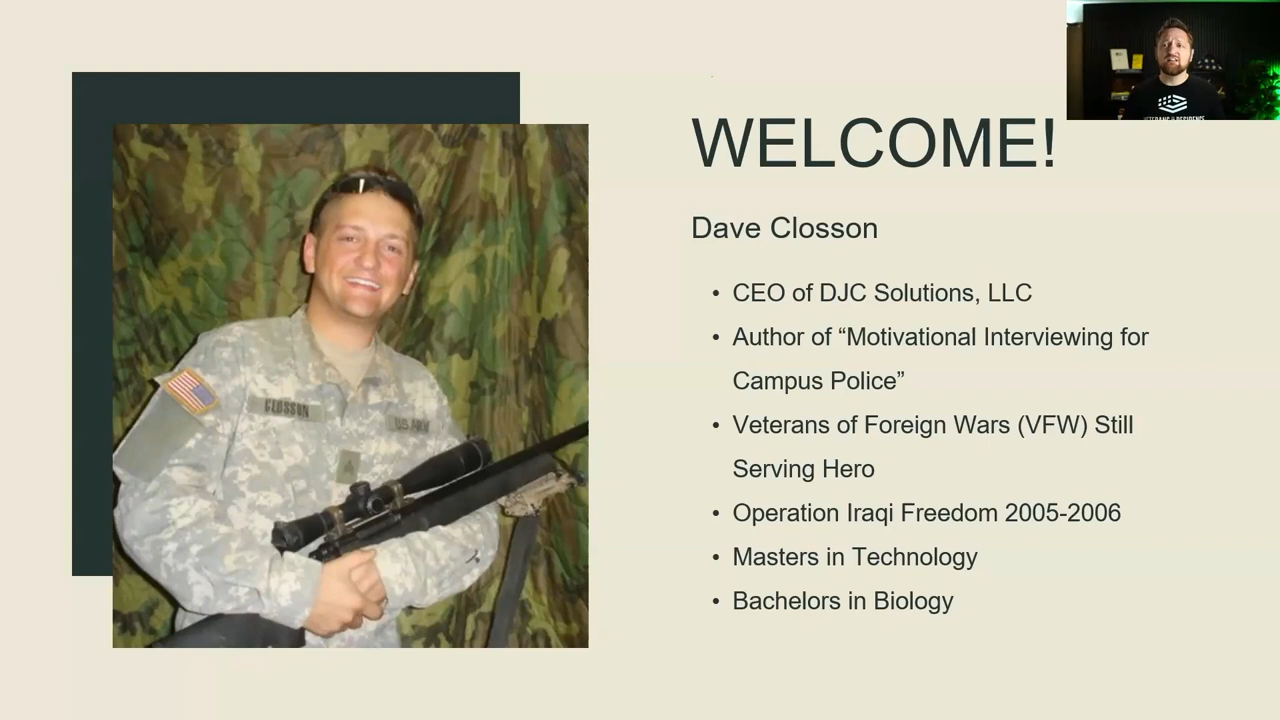 WELCOME!
Dave Closson
• CEO of DJC Solutions, LLC
• Author of “Motivational Interviewing for
Campus Police”
• Veterans of Foreign Wars (VFW) Still
Serving Hero
• Operation Iraqi Freedom 2005-2006
• Masters in Technology
• Bachelors in Biology
CLOSSON
US ARMY